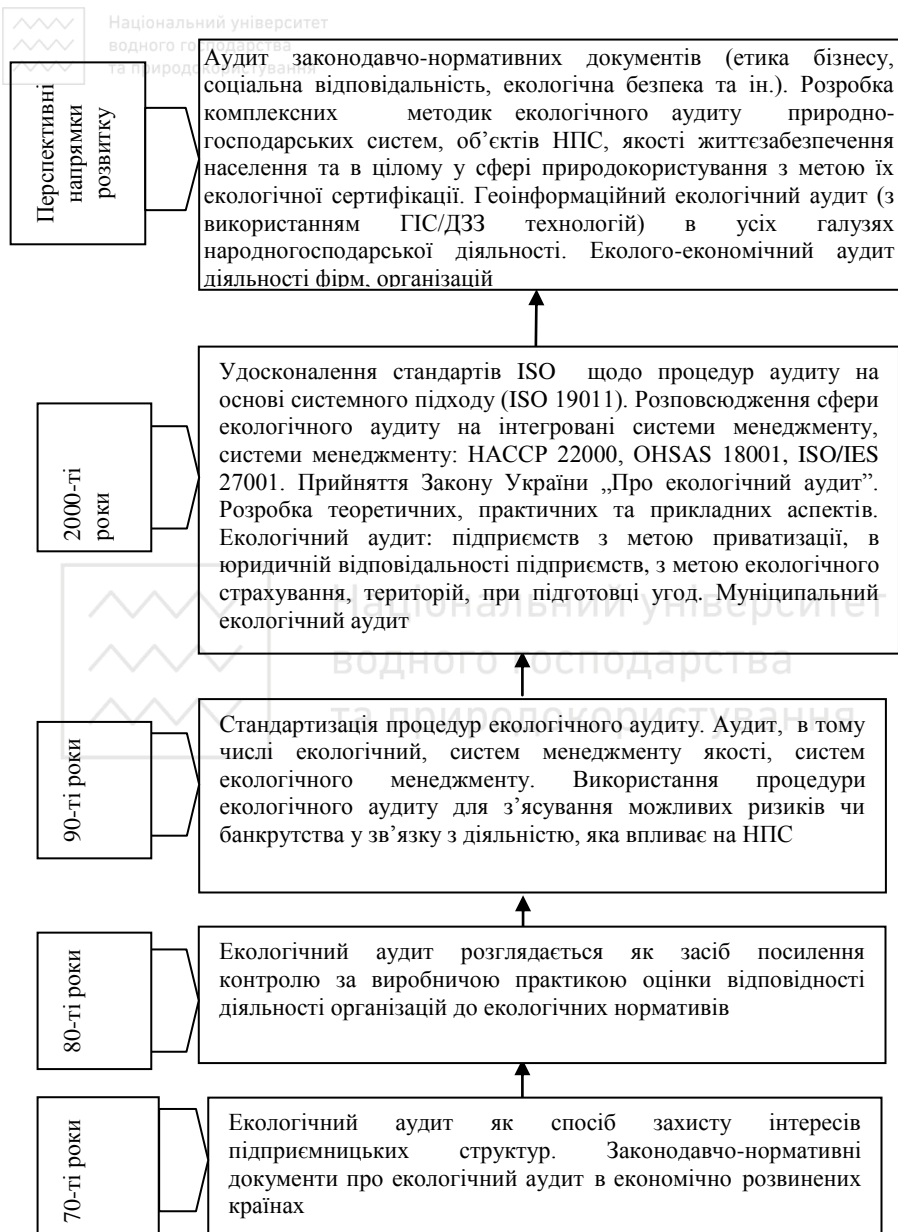 Національний університет
водного господарства
та природокористування
Перспективні
напрямки
розвитку
Аудит законодавчо-нормативних документів (етика бізнесу,
соціальна відповідальність, екологічна безпека та ін.). Розробка
комплексних методик екологічного аудиту природно-
господарських систем, об’єктів НПС, якості життєзабезпечення
населення та в цілому у сфері природокористування з метою їх
екологічної сертифікації. Геоінформаційний екологічний аудит (з
використанням ГІС/ДЗЗ технологій) в усіх галузях
народногосподарської діяльності. Еколого-економічний аудит
діяльності фірм, організацій
2000-ті
роки
Удосконалення стандартів ISO щодо процедур аудиту на
основі системного підходу (ISO 19011). Розповсюдження сфери
екологічного аудиту на інтегровані системи менеджменту,
системи менеджменту: НАССР 22000, OHSAS 18001, ISO/IES
27001. Прийняття Закону України „Про екологічний аудит”.
Розробка теоретичних, практичних та прикладних аспектів.
Екологічний аудит: підприємств з метою приватизації, в
юридичній відповідальності підприємств, з метою екологічного
страхування, територій, при підготовці угод. Муніципальний
екологічний аудит
Національний університет
водного господарства
та природокористування
90-ті роки
Стандартизація процедур екологічного аудиту. Аудит, в тому
числі екологічний, систем менеджменту якості, систем
екологічного менеджменту. Використання процедури
екологічного аудиту для з’ясування можливих ризиків чи
банкрутства у зв’язку з діяльністю, яка впливає на НПС
80-ті роки
Екологічний аудит розглядається як засіб посилення
контролю за виробничою практикою оцінки відповідності
діяльності організацій до екологічних нормативів
70-ті роки
Екологічний аудит як спосіб захисту інтересів
підприємницьких структур. Законодавчо-нормативні
документи про екологічний аудит в економічно розвинених
країнах